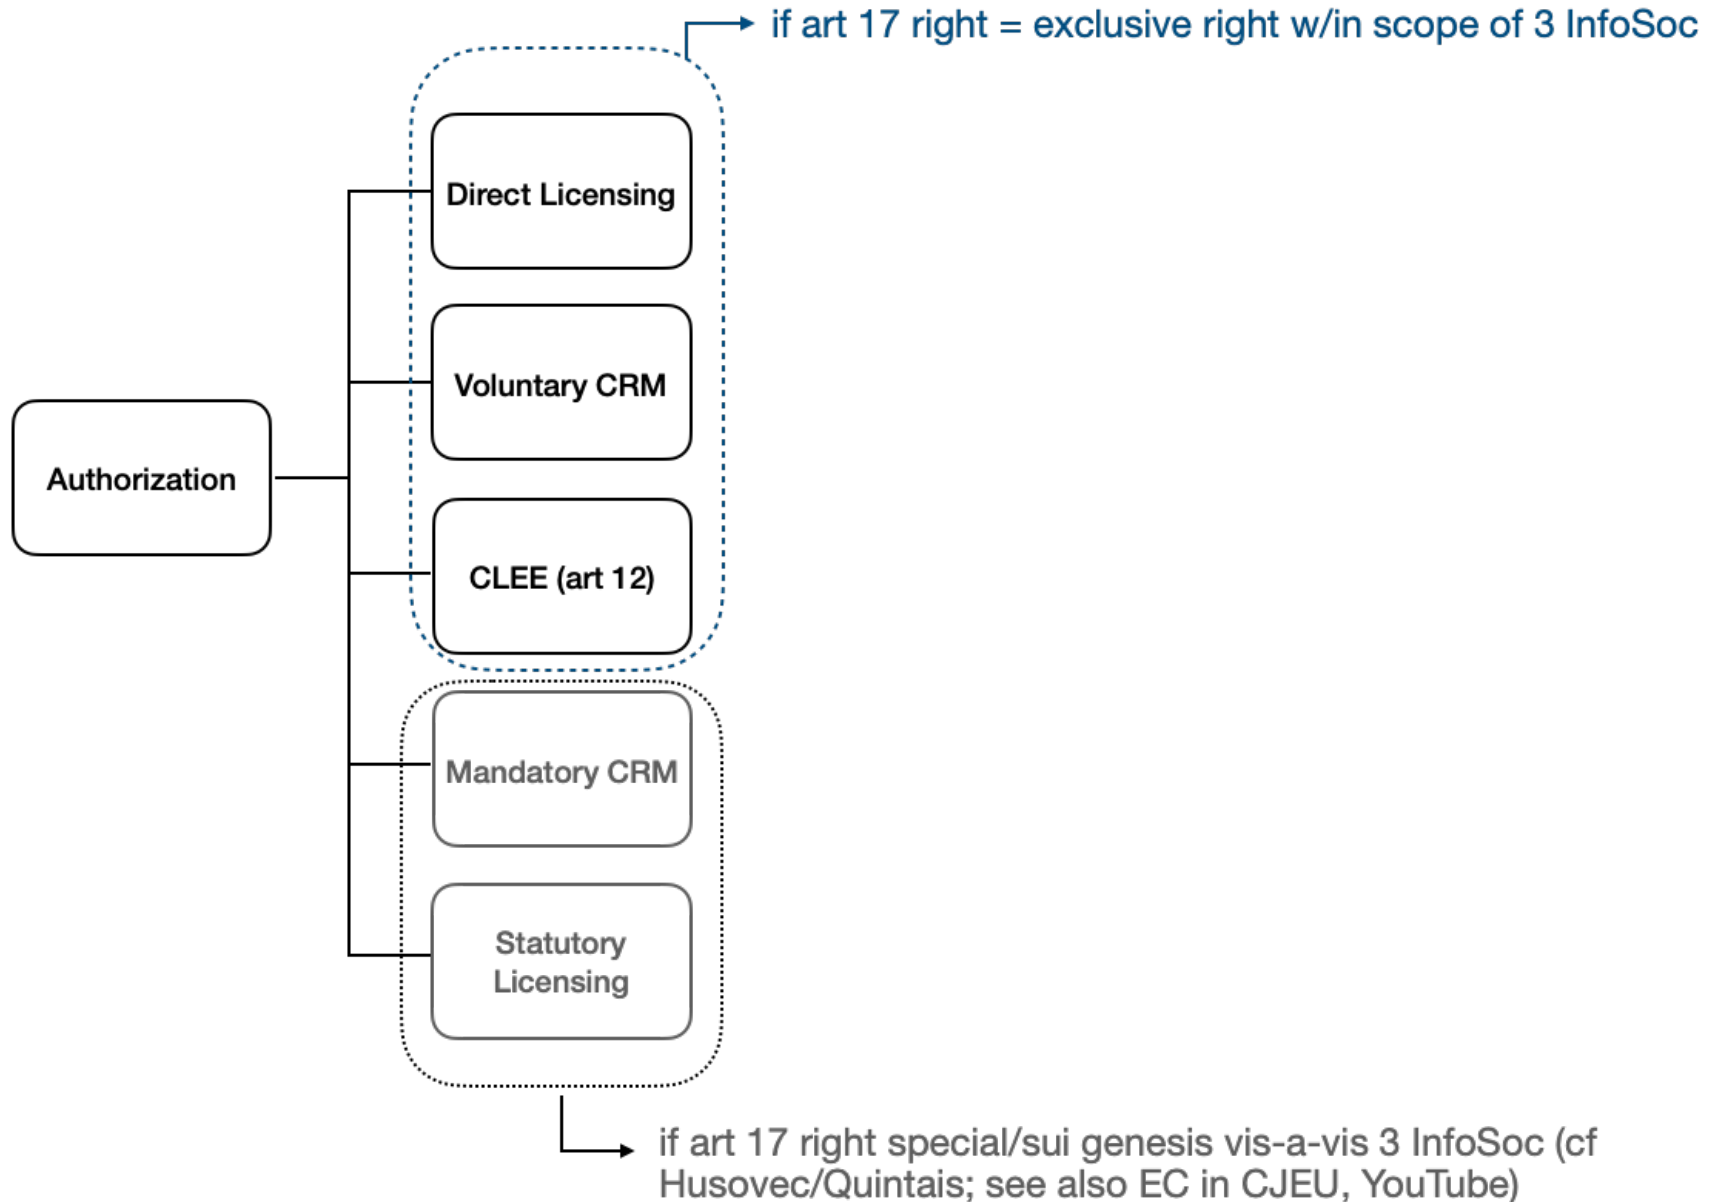 if art 17 right = exclusive right w/in scope of 3 InfoSoc
Direct Licensing
Voluntary CRM
Authorization
CLEE (art 12)
Mandatory CRM
Statutory
Licensing
if art 17 right special/sui genesis vis-a-vis 3 InfoSoc (cf
Husovec/Quintais; see also EC in CJEU, YouTube)